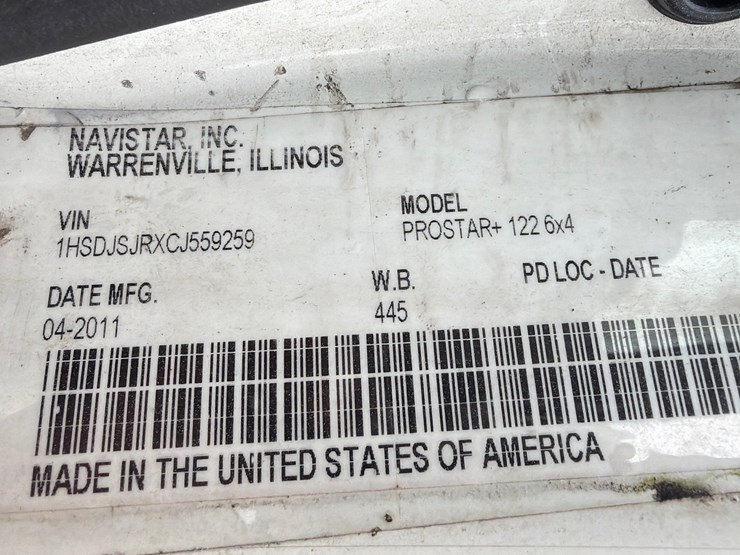 NAVISTAR, INC.
WARRENVILLE, ILLINOIS
VIN
1HSDJSJRXCJ559259
MODEL
PROSTAR+ 122 6x4
DATE MFG.
04-2011
W.B.
445
PD LOC - DATE
MADE IN THE UNITED STATES OF AMERICA